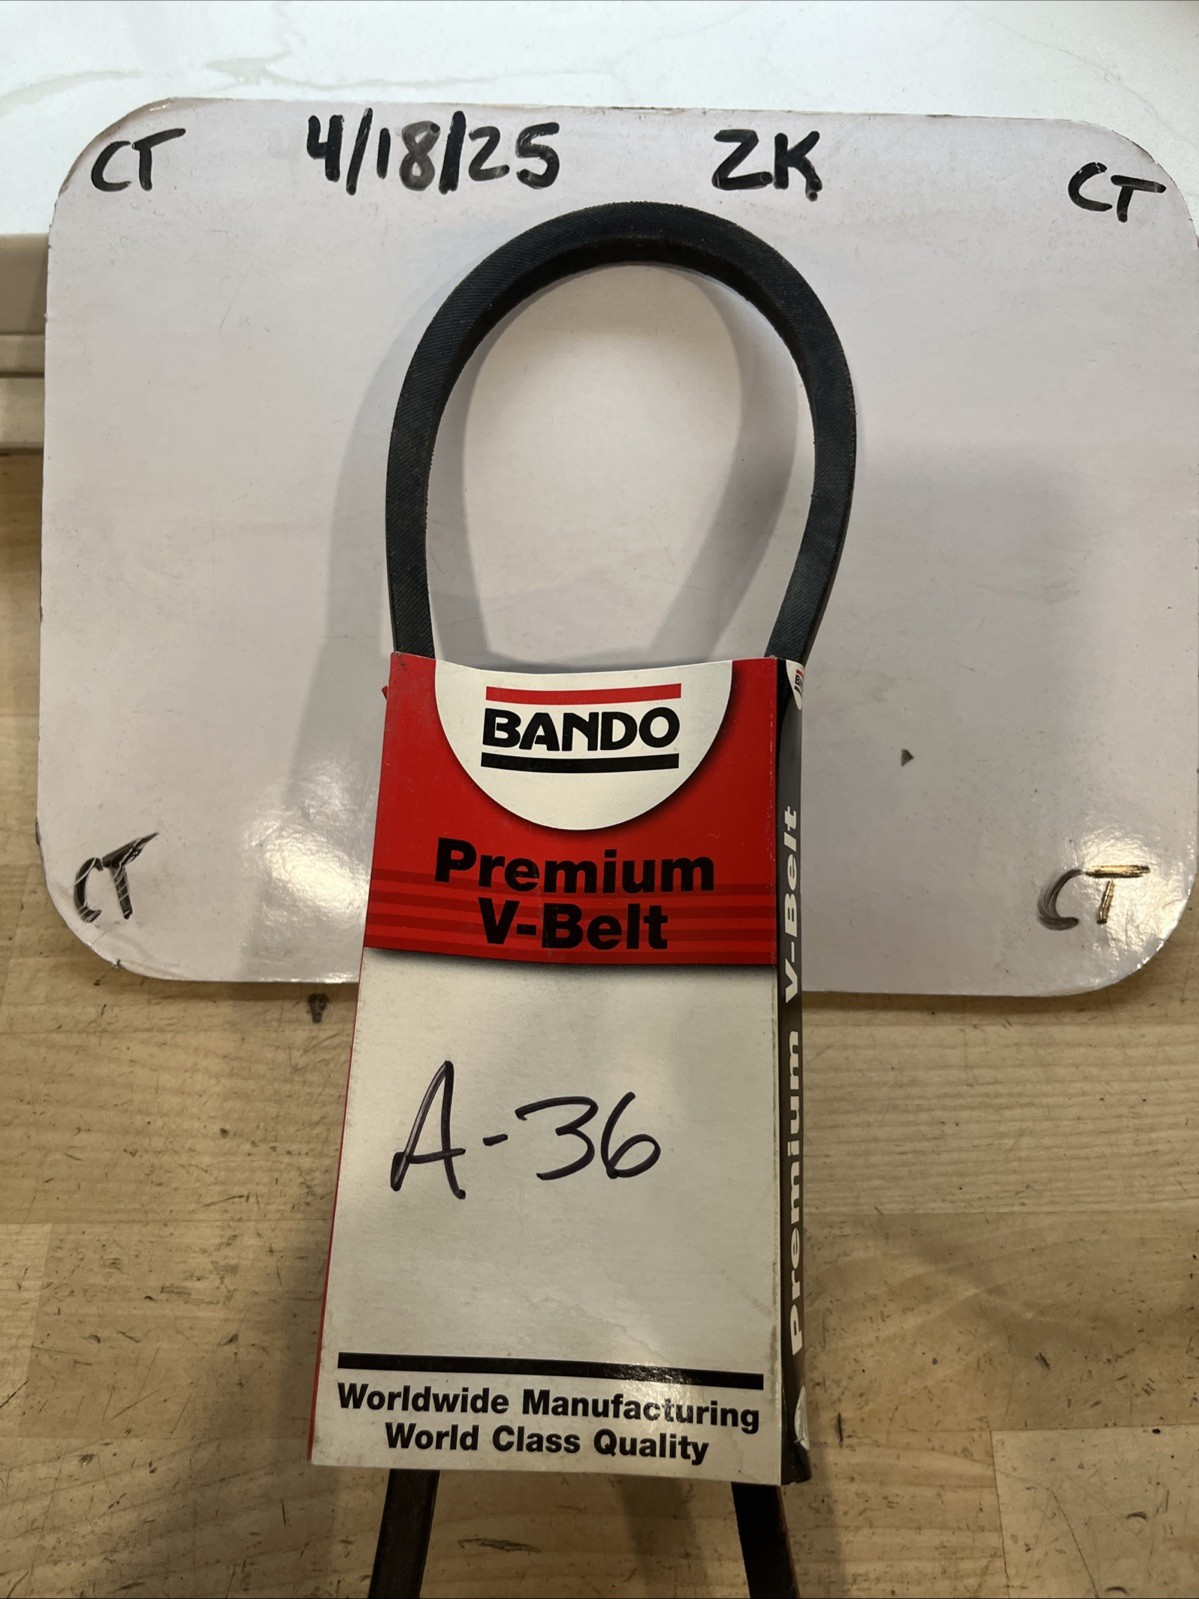 CT 4/18/25 ZK CT
BANDO
Premium
V-Belt
CT
CT
Premium V-Belt
A-36
Worldwide Manufacturing
World Class Quality